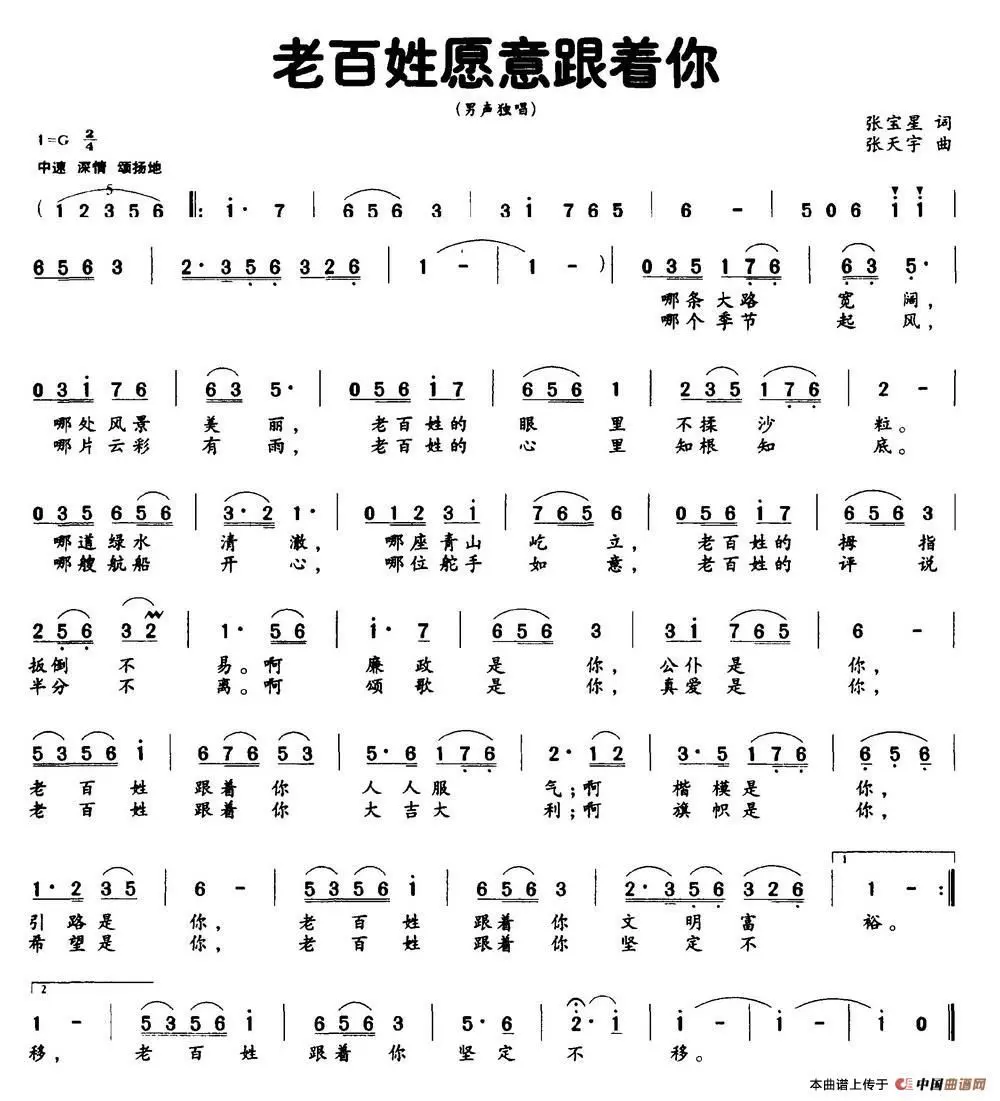 老百姓愿意跟着你
(男声独唱)
张宝星 词
1=G 2/4
张天宇 曲
中速 深情 颂扬地
5
( 1 2 3 5 6 ‖: i· 7 | 6 5 6 3 | 3 i 7 6 5 | 6 - | 5 0 6 i i |
6 5 6 3 | 2· 3 5 6 3 2 6 | 1 - | 1 - ) | 0 3 5 1 7 6 | 6 3 5· |
哪条大路 宽阔,
哪个季节 起风,
0 3 i 7 6 | 6 3 5· | 0 5 6 i 7 | 6 5 6 1 | 2 3 5 1 7 6 | 2 - |
哪处风景 美丽, 老百姓的 眼里 不揉沙 粒。
哪片云彩 有雨, 老百姓的 心里 知根知 底。
0 3 5 6 5 6 | 3· 2 1· | 0 1 2 3 i | 7 6 5 6 | 0 5 6 i 7 | 6 5 6 3 |
哪道绿水 清澈, 哪座青山 屹立, 老百姓的 拇指
哪艘航船 开心, 哪位舵手 如意, 老百姓的 评说
2 5 6 3 2 | 1· 5 6 | i· 7 | 6 5 6 3 | 3 i 7 6 5 | 6 - |
扳倒不 易。啊 廉政 是你, 公仆是 你,
半分不 离。啊 颂歌 是你, 真爱是 你,
5 3 5 6 i | 6 7 6 5 3 | 5· 6 1 7 6 | 2· 1 2 | 3· 5 1 7 6 | 6 5 6 |
老百姓 跟着你 人人服 气;啊 楷模是 你,
老百姓 跟着你 大吉大 利;啊 旗帜是 你,
1
1· 2 3 5 | 6 - | 5 3 5 6 i | 6 5 6 3 | 2· 3 5 6 3 2 6 | 1 - :‖
引路是 你, 老百姓 跟着你 文明富 裕。
希望是 你, 老百姓 跟着你 坚定不
2
1 - | 5 3 5 6 i | 6 5 6 3 | 5· 6 | 2· i | i - | i - | i 0 ‖
移, 老百姓 跟着你 坚定 不 移。
本曲谱上传于 中国曲谱网